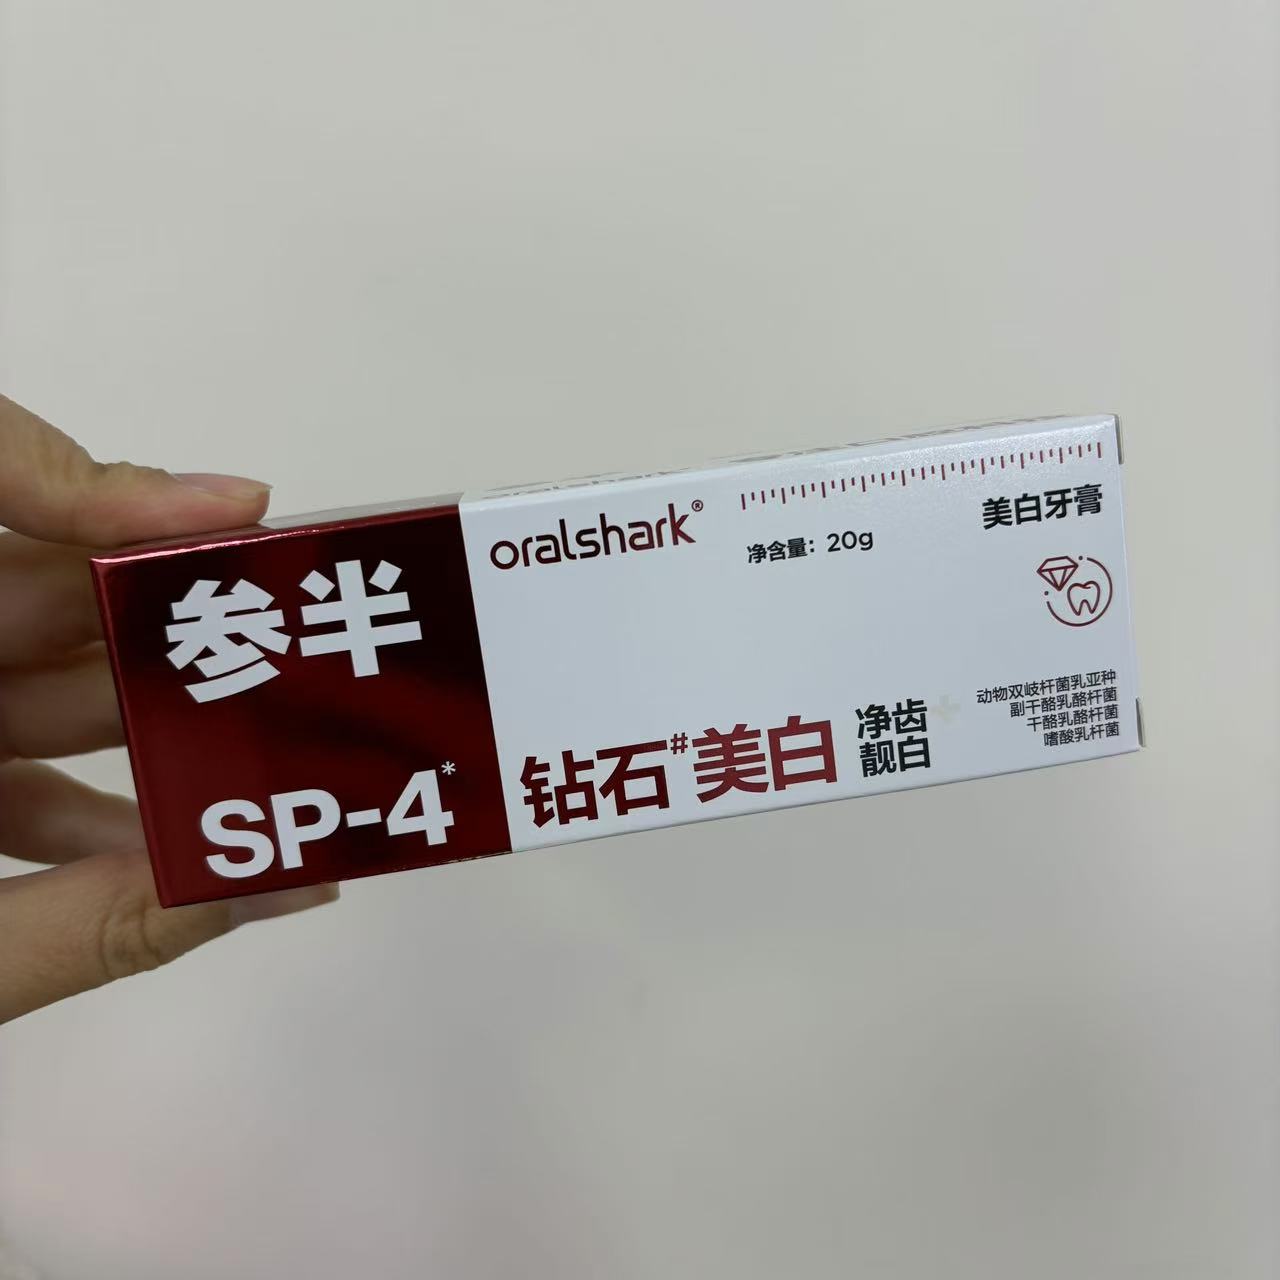 参半
SP-4*
oralshark®
净含量：20g
美白牙膏
钻石#美白
净齿
靓白
动物双歧杆菌乳亚种
副干酪乳酪杆菌
干酪乳酪杆菌
嗜酸乳杆菌